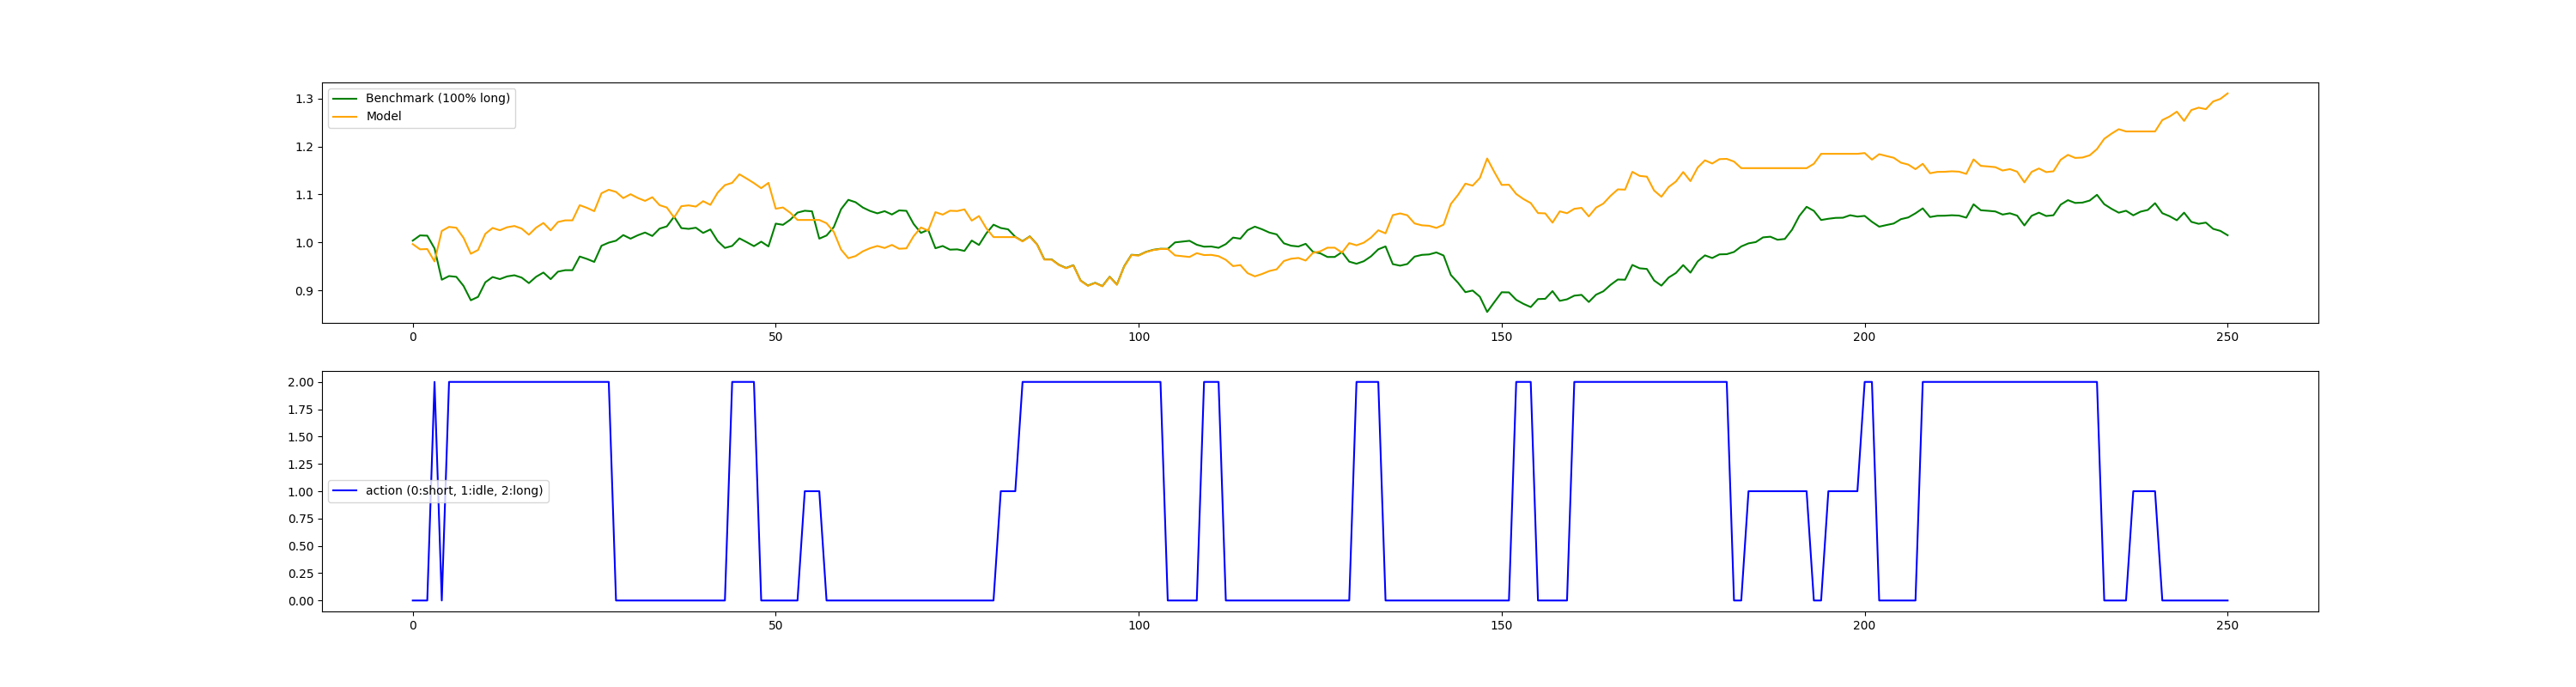 1.3
1.2
1.1
1.0
0.9
Benchmark (100% long)
Model
0 50 100 150 200 250
2.00
1.75
1.50
1.25
1.00
0.75
0.50
0.25
0.00
action (0:short, 1:idle, 2:long)
0 50 100 150 200 250